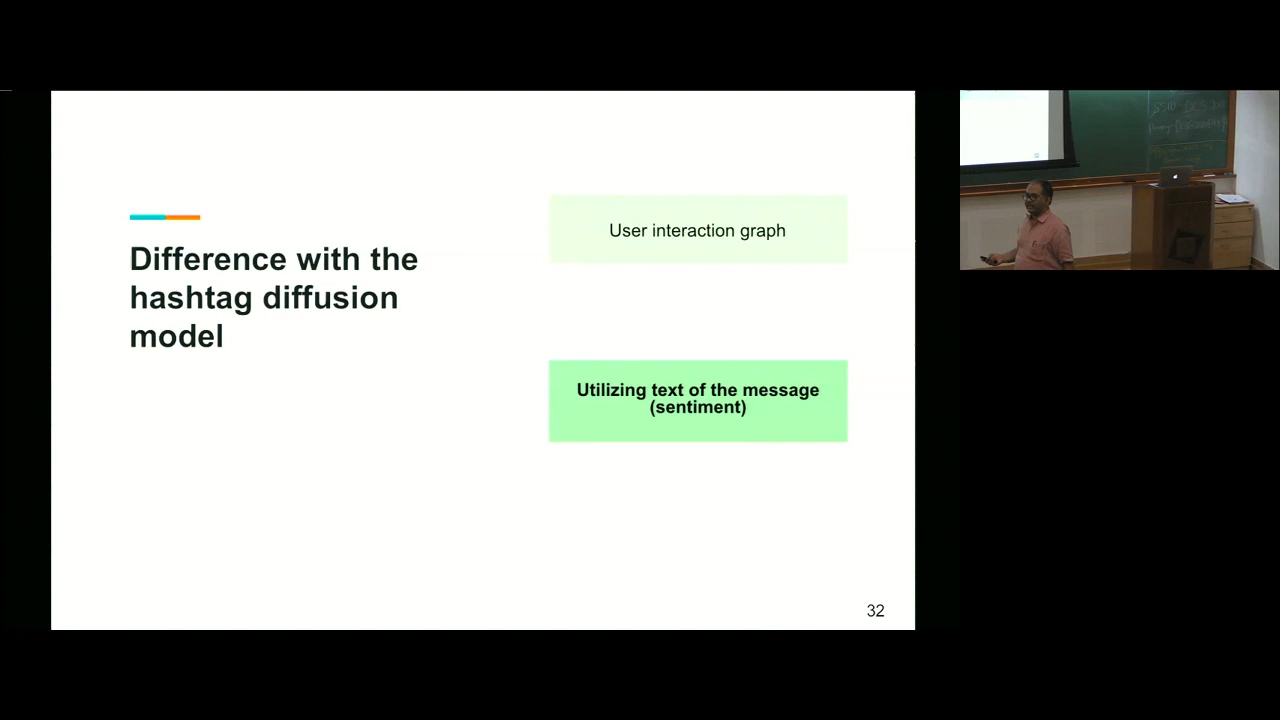 Difference with the
hashtag diffusion
model
User interaction graph
Utilizing text of the message
(sentiment)
32